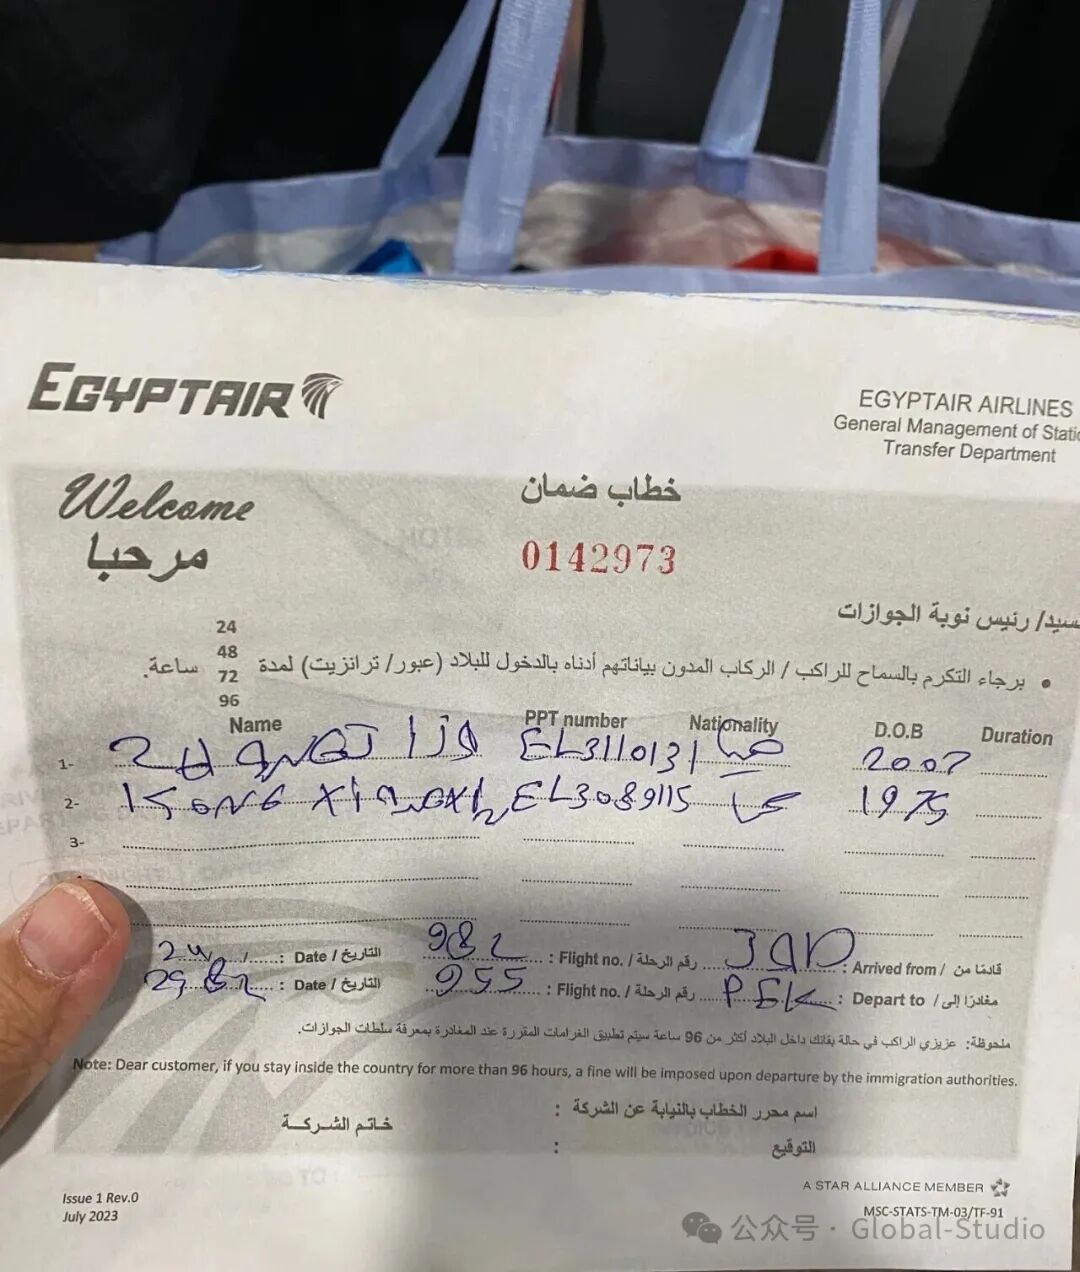 EGYPTAIR
EGYPTAIR AIRLINES
General Management of Static
Transfer Department
Welcome
مرحبا
خطاب ضمان
0142973
لسيد/ رئيس نوبة الجوازات
• برجاء التكرم بالسماح للراكب / الركاب المدون بياناتهم أدناه بالدخول للبلاد (عبور/ ترانزيت) لمدة 24 48 72 96 ساعة.
Name PPT number Nationality D.O.B Duration
1- EL3110131 2007
2- KONG EL3089115 1975
3-
قادمًا من / Arrived from : رقم الرحلة / Flight no. : 982 التاريخ / Date :
مغادرًا إلى / Depart to : PEK رقم الرحلة / Flight no. : 955 التاريخ / Date :
ملحوظة: عزيزي الراكب في حالة بقائك داخل البلاد أكثر من 96 ساعة سيتم تطبيق الغرامات المقررة عند المغادرة بمعرفة سلطات الجوازات.
Note: Dear customer, if you stay inside the country for more than 96 hours, a fine will be imposed upon departure by the immigration authorities.
اسم محرر الخطاب بالنيابة عن الشركة :
خاتم الشركة
التوقيع :
A STAR ALLIANCE MEMBER
Issue 1 Rev.0
July 2023
MSC-STATS-TM-03/TF-91
公众号 · Global-Studio